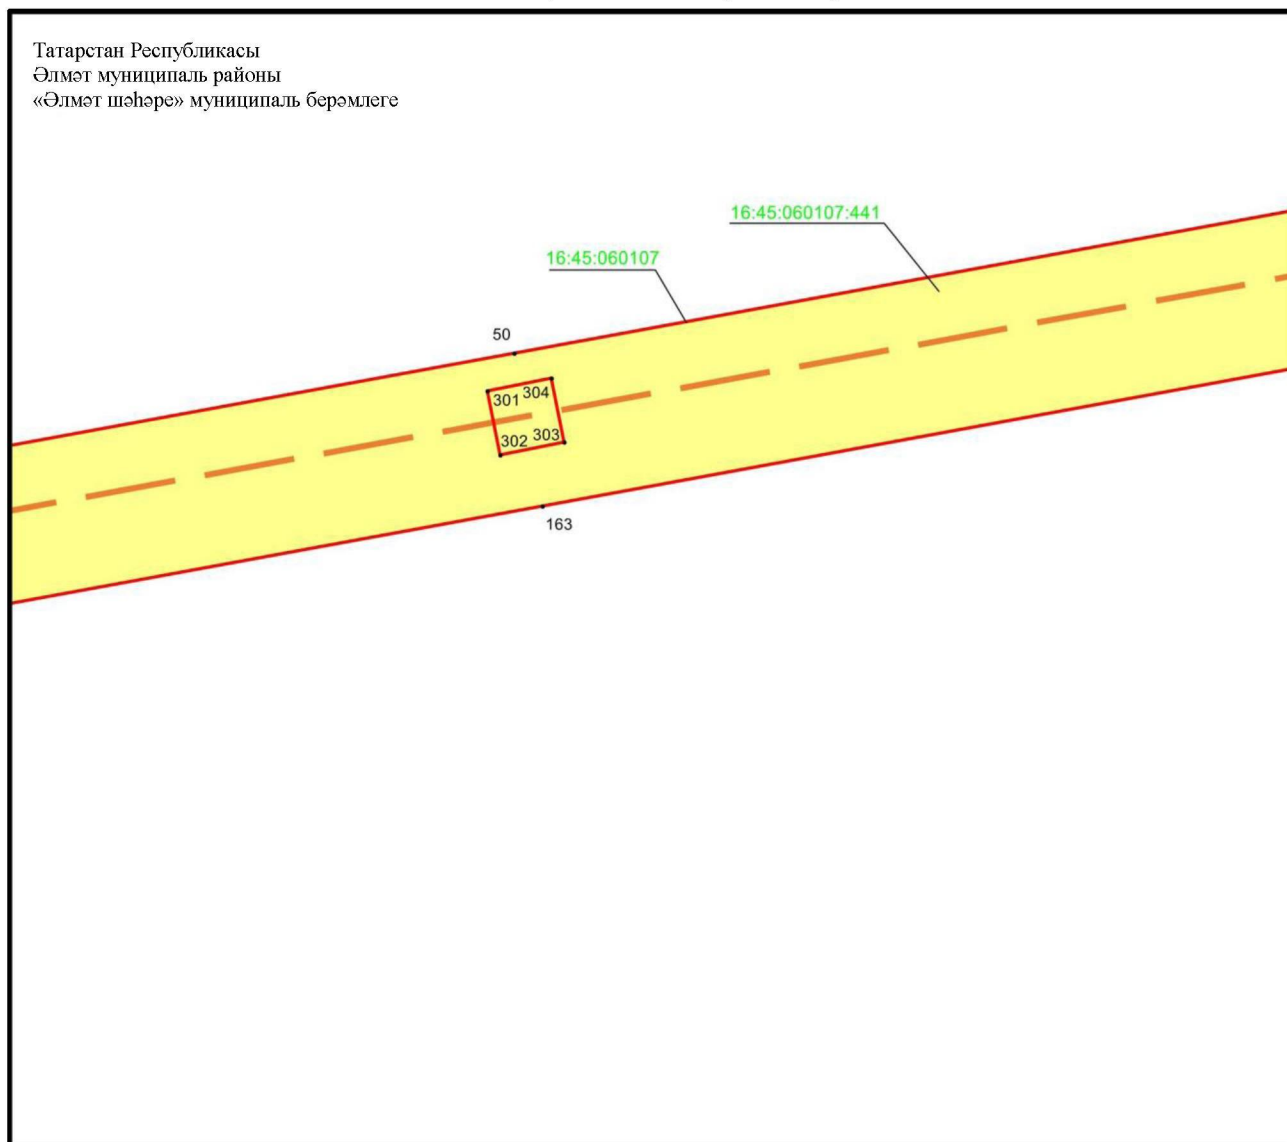 Татарстан Республикасы
Әлмәт муниципаль районы
«Әлмәт шәһәре» муниципаль берәмлеге
16:45:060107:441
16:45:060107
50
301 304
302 303
163